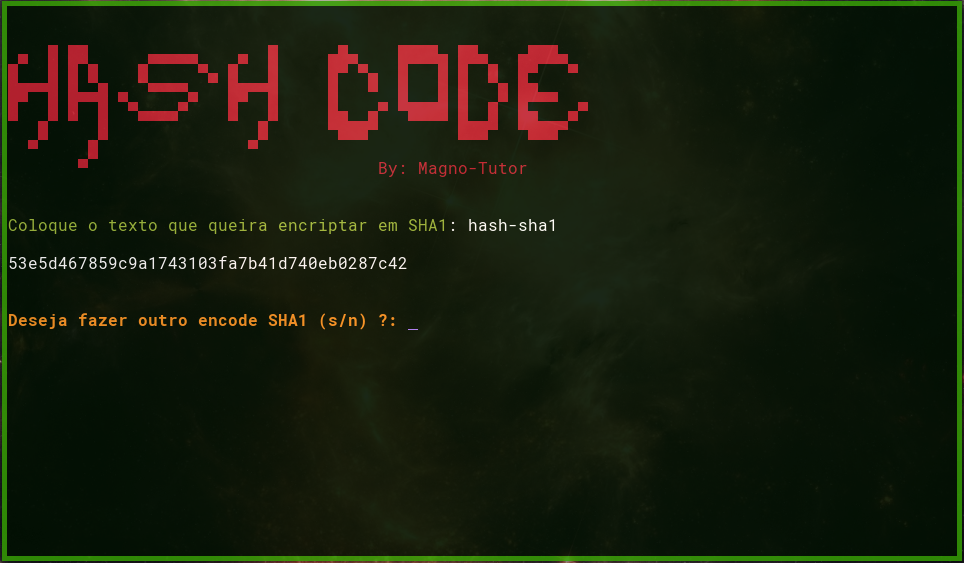 HASH CODE
By: Magno-Tutor
Coloque o texto que queira encriptar em SHA1: hash-sha1
53e5d467859c9a1743103fa7b41d740eb0287c42
Deseja fazer outro encode SHA1 (s/n) ?: _